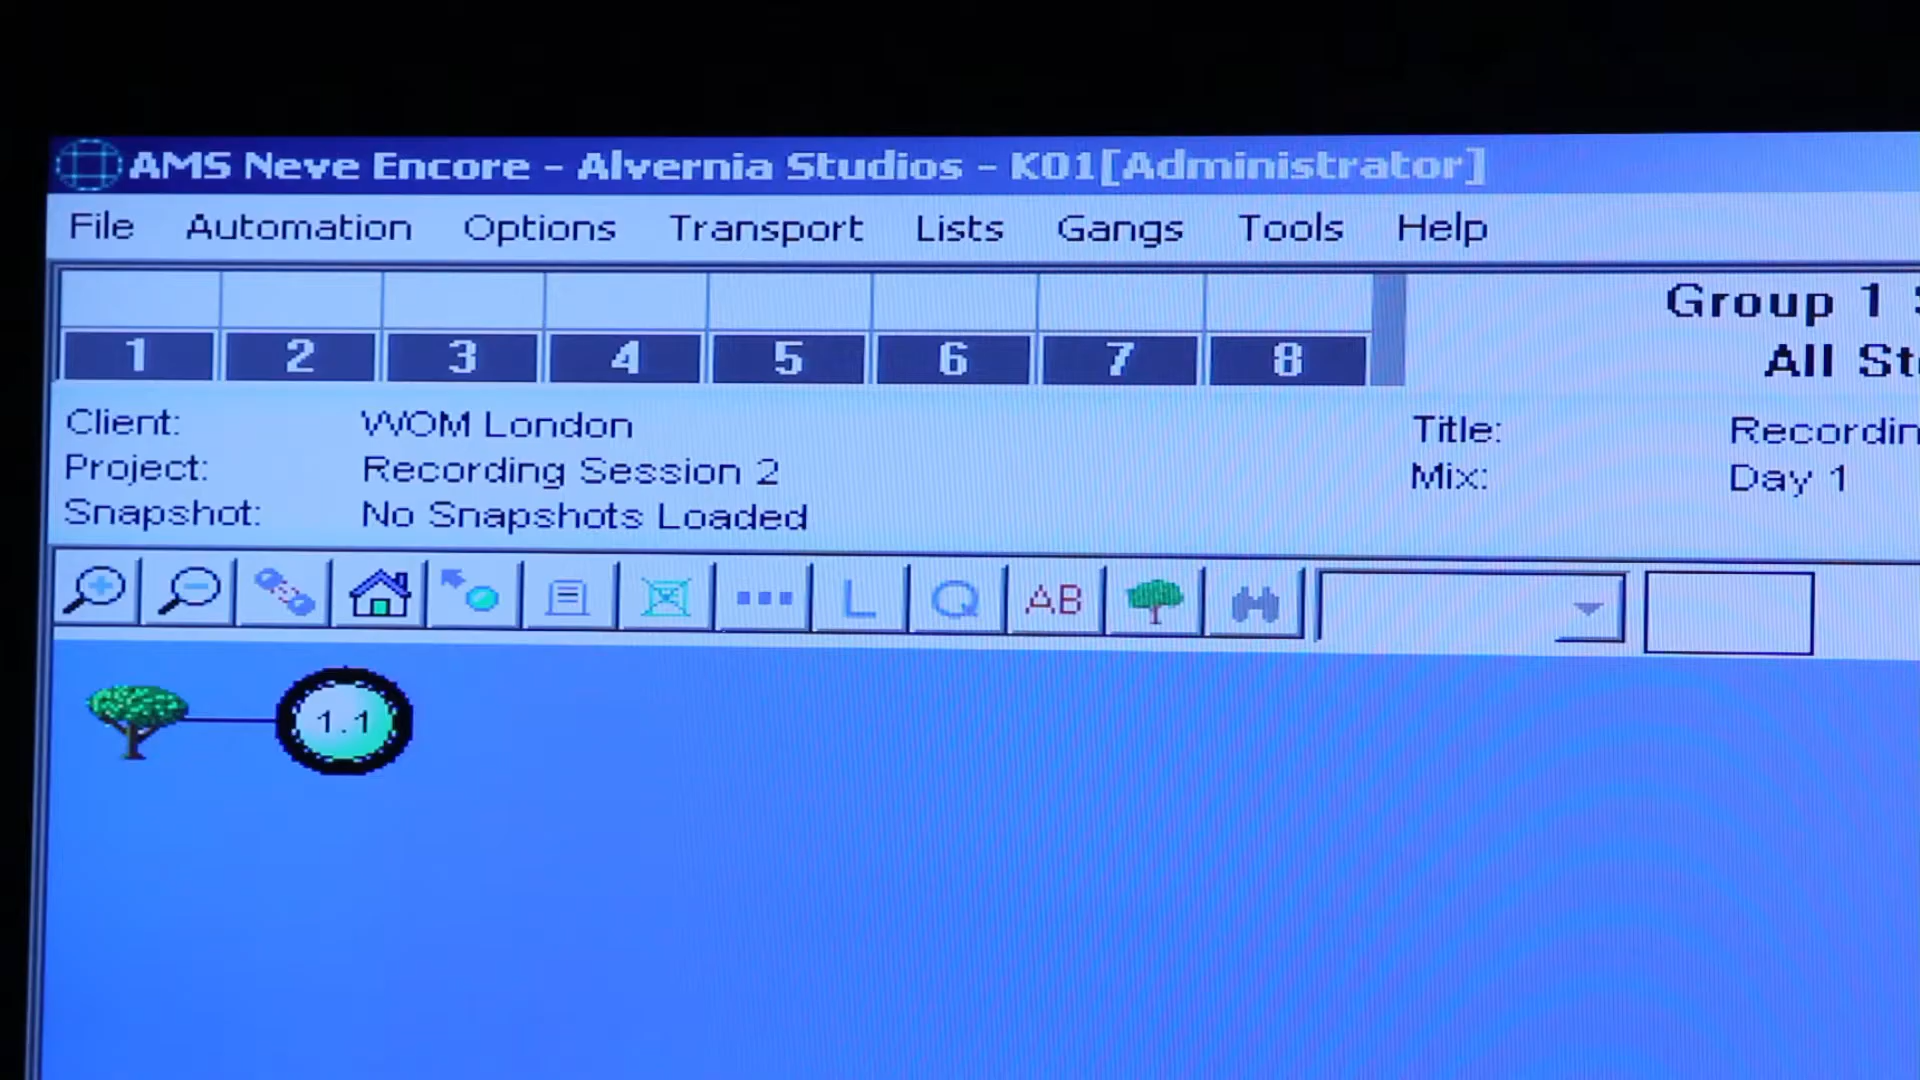 AMS Neve Encore - Alvernia Studios - K01[Administrator]
File Automation Options Transport Lists Gangs Tools Help
Group 1
All
1 2 3 4 5 6 7 8
Client: WOM London Title:
Project: Recording Session 2 Mix: Day 1
Snapshot: No Snapshots Loaded
L Q AB
1.1